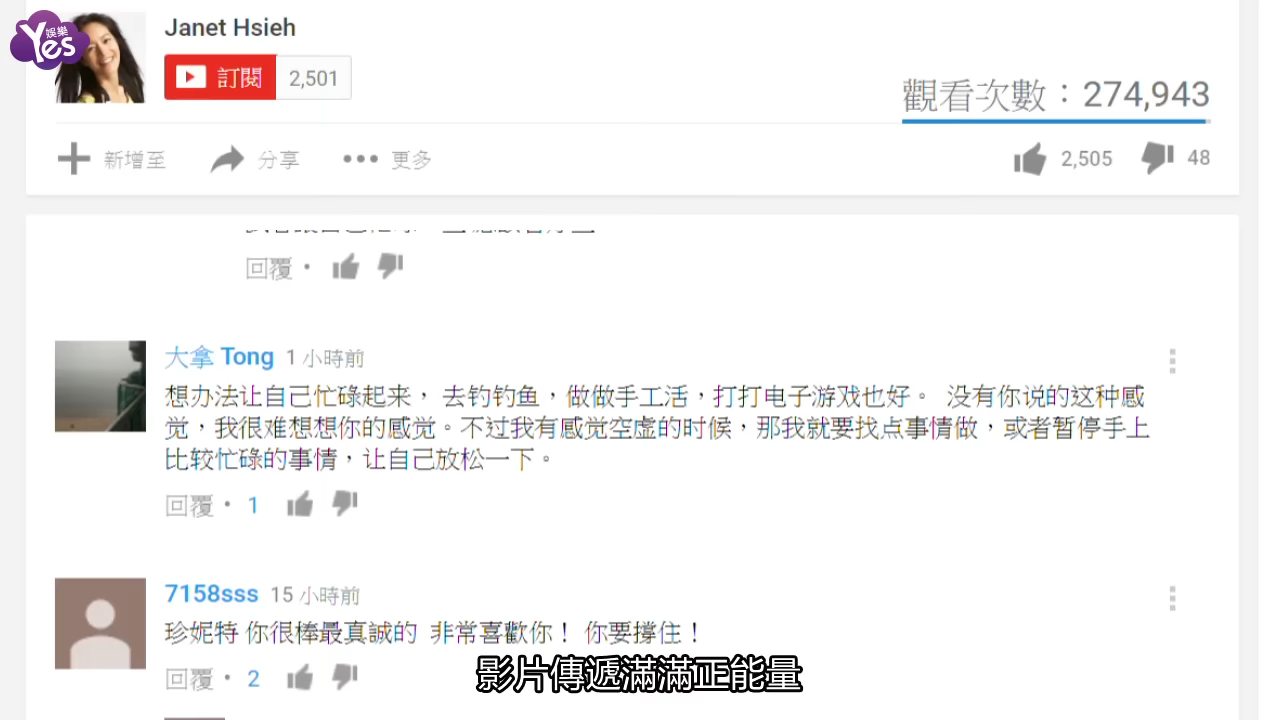 Yes娛樂
Janet Hsieh
訂閱 2,501
觀看次數：274,943
新增至 分享 更多 2,505 48
回覆・
大拿 Tong 1 小時前
想办法让自己忙碌起来， 去钓钓鱼，做做手工活，打打电子游戏也好。 没有你说的这种感
觉，我很难想想你的感觉。不过我有感觉空虚的时候，那我就要找点事情做，或者暂停手上
比较忙碌的事情，让自己放松一下。
回覆・ 1
7158sss 15 小時前
珍妮特 你很棒最真誠的 非常喜歡你！ 你要撐住！
回覆・ 2
影片傳遞滿滿正能量